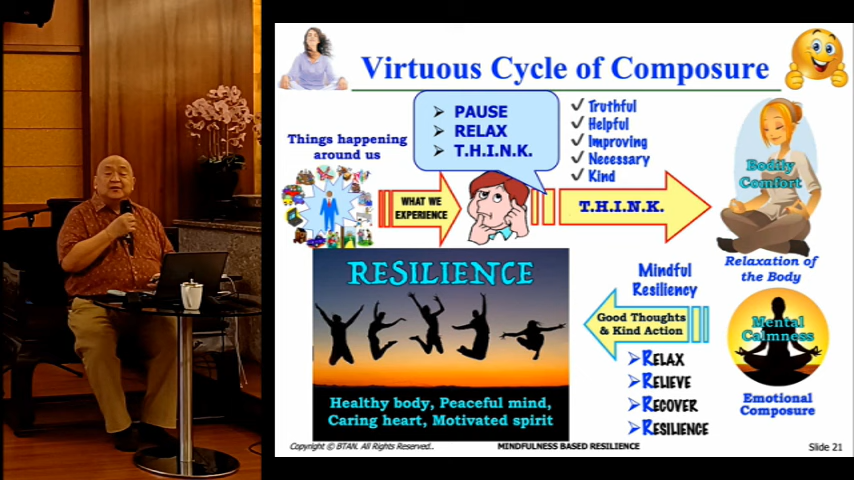 Virtuous Cycle of Composure
➢ PAUSE
➢ RELAX
➢ T.H.I.N.K.
✓ Truthful
✓ Helpful
✓ Improving
✓ Necessary
✓ Kind
Things happening
around us
WHAT WE
EXPERIENCE
T.H.I.N.K.
Bodily
Comfort
Relaxation of
the Body
RESILIENCE
Healthy body, Peaceful mind,
Caring heart, Motivated spirit
Mindful
Resiliency
Good Thoughts
& Kind Action
➢RELAX
➢RELIEVE
➢RECOVER
➢RESILIENCE
Mental
Calmness
Emotional
Composure
Copyright © BTAN. All Rights Reserved..
MINDFULNESS BASED RESILIENCE
Slide 21